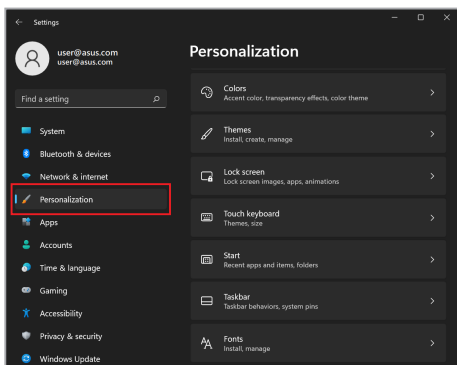 Settings
user@asus.com
user@asus.com
Find a setting
System
Bluetooth & devices
Network & internet
Personalization
Apps
Accounts
Time & language
Gaming
Accessibility
Privacy & security
Windows Update
Personalization
Colors
Accent color, transparency effects, color theme
Themes
Install, create, manage
Lock screen
Lock screen images, apps, animations
Touch keyboard
Themes, size
Start
Recent apps and items, folders
Taskbar
Taskbar behaviors, system pins
Fonts
Install, manage